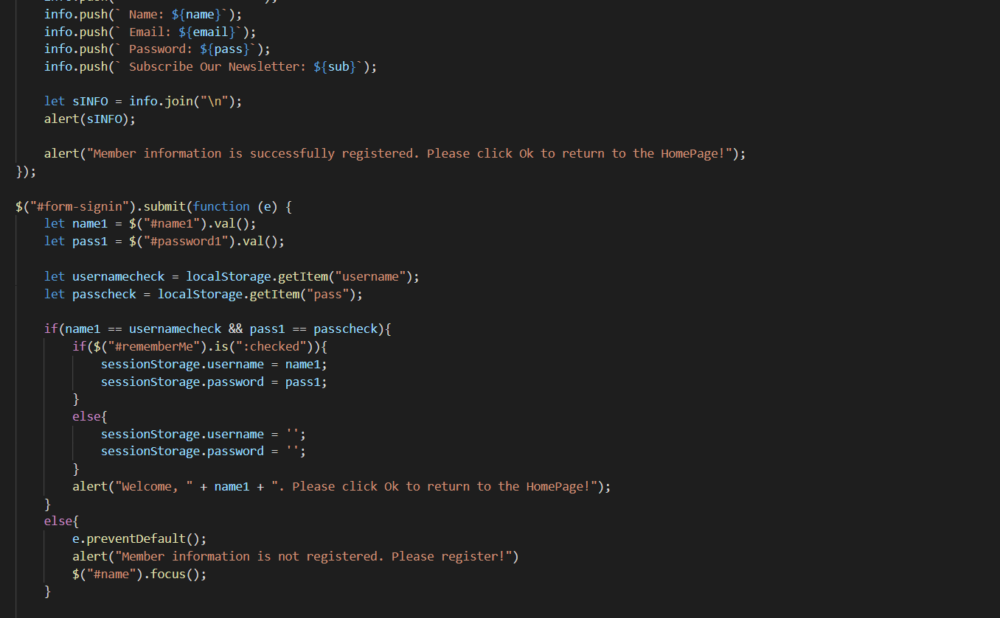 info.push(` Name: ${name}`);
info.push(` Email: ${email}`);
info.push(` Password: ${pass}`);
info.push(` Subscribe Our Newsletter: ${sub}`);
let sINFO = info.join("\n");
alert(sINFO);
alert("Member information is successfully registered. Please click Ok to return to the HomePage!");
});
$("#form-signin").submit(function (e) {
let name1 = $("#name1").val();
let pass1 = $("#password1").val();
let usernamecheck = localStorage.getItem("username");
let passcheck = localStorage.getItem("pass");
if(name1 == usernamecheck && pass1 == passcheck){
if($("#rememberMe").is(":checked")){
sessionStorage.username = name1;
sessionStorage.password = pass1;
}
else{
sessionStorage.username = '';
sessionStorage.password = '';
}
alert("Welcome, " + name1 + ". Please click Ok to return to the HomePage!");
}
else{
e.preventDefault();
alert("Member information is not registered. Please register!")
$("#name").focus();
}